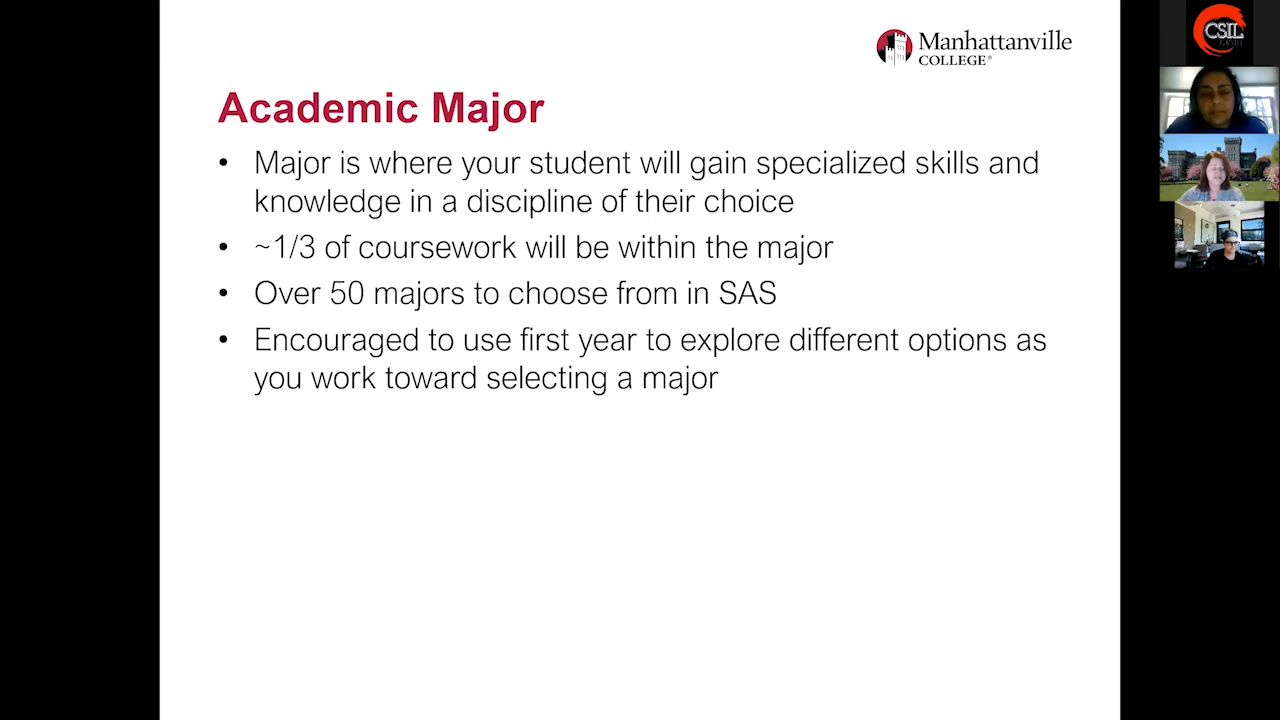 Manhattanville
COLLEGE®
CSIL
Academic Major
• Major is where your student will gain specialized skills and
knowledge in a discipline of their choice
• ~1/3 of coursework will be within the major
• Over 50 majors to choose from in SAS
• Encouraged to use first year to explore different options as
you work toward selecting a major